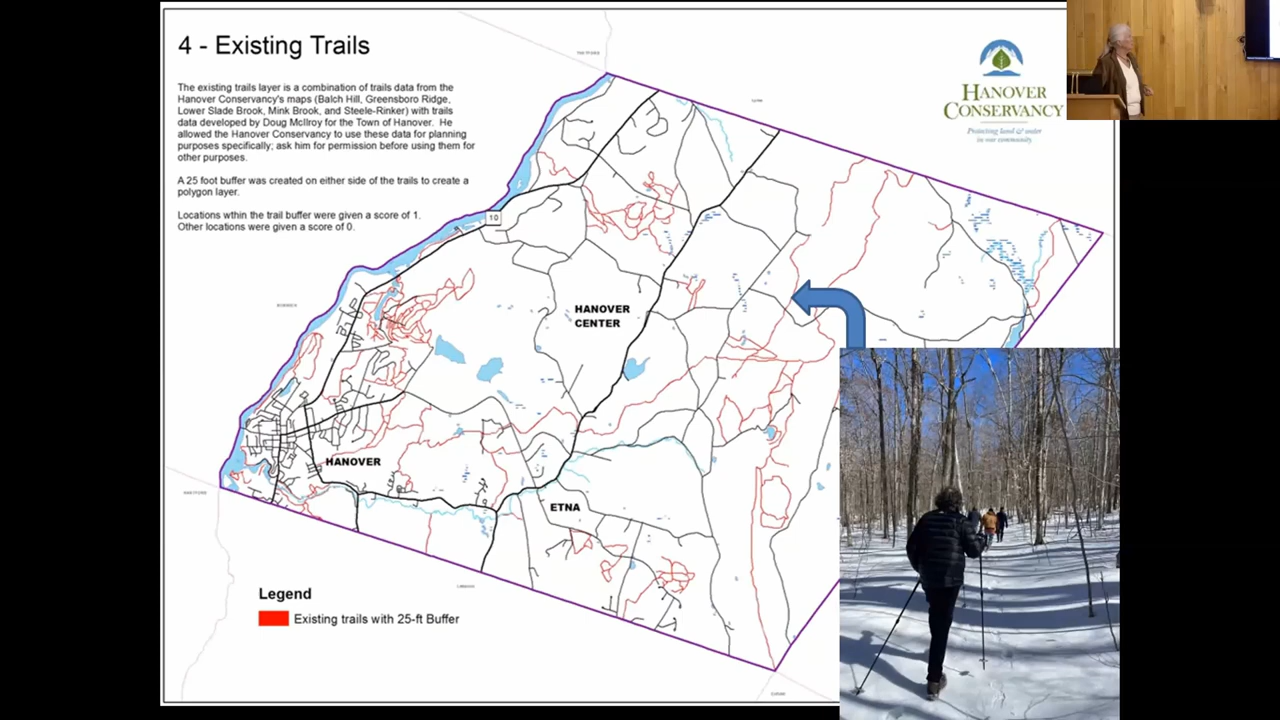 4 - Existing Trails
The existing trails layer is a combination of trails data from the
Hanover Conservancy's maps (Balch Hill, Greensboro Ridge,
Lower Slade Brook, Mink Brook, and Steele-Rinker) with trails
data developed by Doug McIlroy for the Town of Hanover. He
allowed the Hanover Conservancy to use these data for planning
purposes specifically; ask him for permission before using them for
other purposes.
A 25 foot buffer was created on either side of the trails to create a
polygon layer.
Locations wthin the trail buffer were given a score of 1.
Other locations were given a score of 0.
HANOVER
CONSERVANCY
Protecting land & water
in our community
10
HANOVER
CENTER
HANOVER
ETNA
Legend
Existing trails with 25-ft Buffer